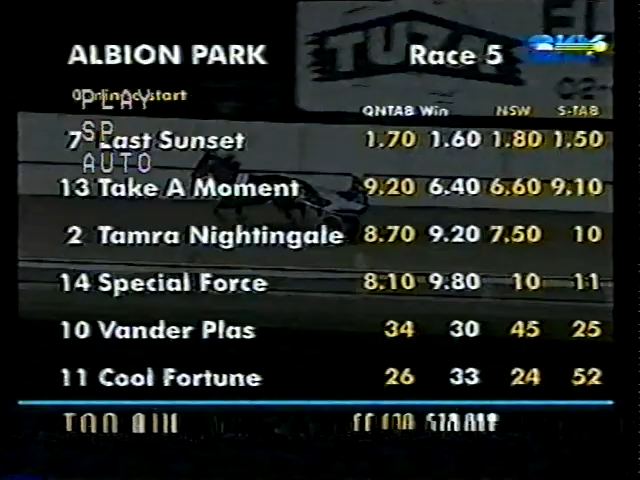 ALBION PARK Race 5
PLAY
QNTAB Win NSW S-TAB
SP
7 Last Sunset 1.70 1.60 1.80 1.50
AUTO
13 Take A Moment 9.20 6.40 6.60 9.10
2 Tamra Nightingale 8.70 9.20 7.50 10
14 Special Force 8.10 9.80 10 11
10 Vander Plas 34 30 45 25
11 Cool Fortune 26 33 24 52